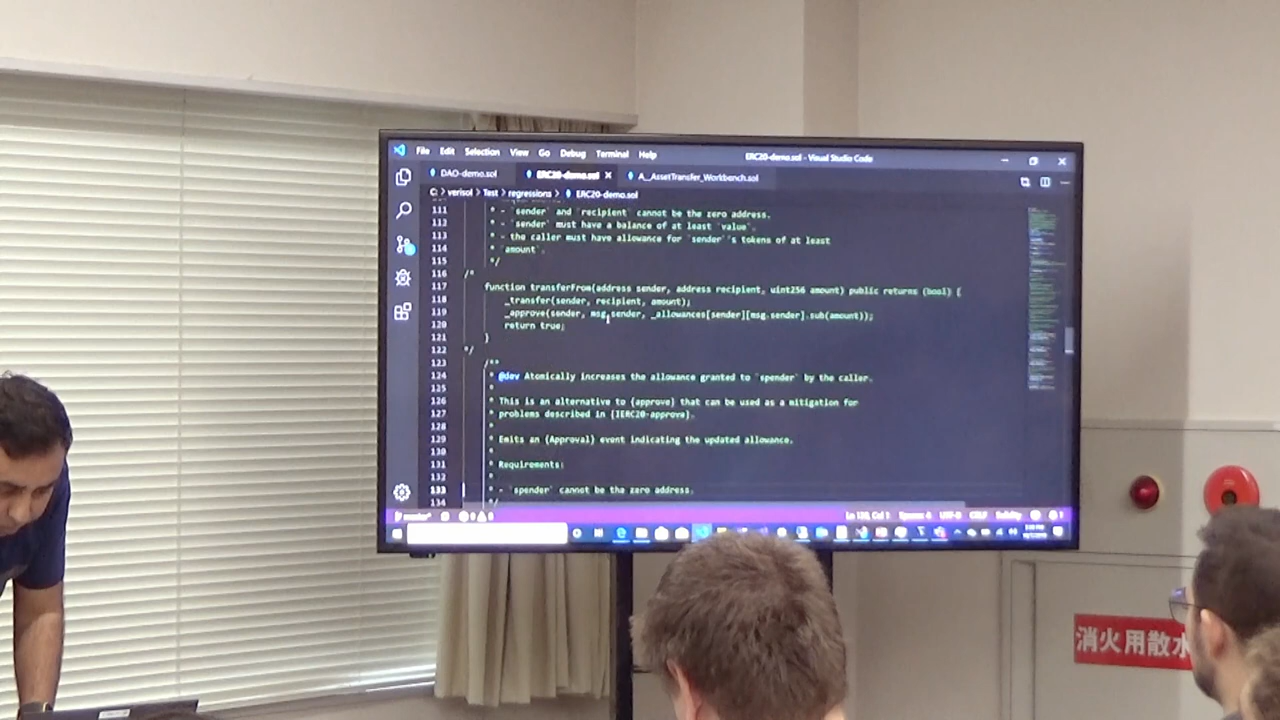 File Edit Selection View Go Debug Terminal Help ERC20-demo.sol - Visual Studio Code
DAO-demo.sol ERC20-demo.sol A__AssetTransfer_Workbench.sol
C: > verisol > Test > regressions > ERC20-demo.sol
111 * - `sender` and `recipient` cannot be the zero address.
112 * - `sender` must have a balance of at least `value`.
113 * - the caller must have allowance for `sender`'s tokens of at least
114 * `amount`.
115 */
116 /*
117 function transferFrom(address sender, address recipient, uint256 amount) public returns (bool) {
118 _transfer(sender, recipient, amount);
119 _approve(sender, msg.sender, _allowances[sender][msg.sender].sub(amount));
120 return true;
121 }
122 */
123 /**
124 * @dev Atomically increases the allowance granted to `spender` by the caller.
125 *
126 * This is an alternative to {approve} that can be used as a mitigation for
127 * problems described in {IERC20-approve}.
128 *
129 * Emits an {Approval} event indicating the updated allowance.
130 *
131 * Requirements:
132 *
133 * - `spender` cannot be the zero address.
134
master* UTF-8 CRLF Solidity
消火用散水